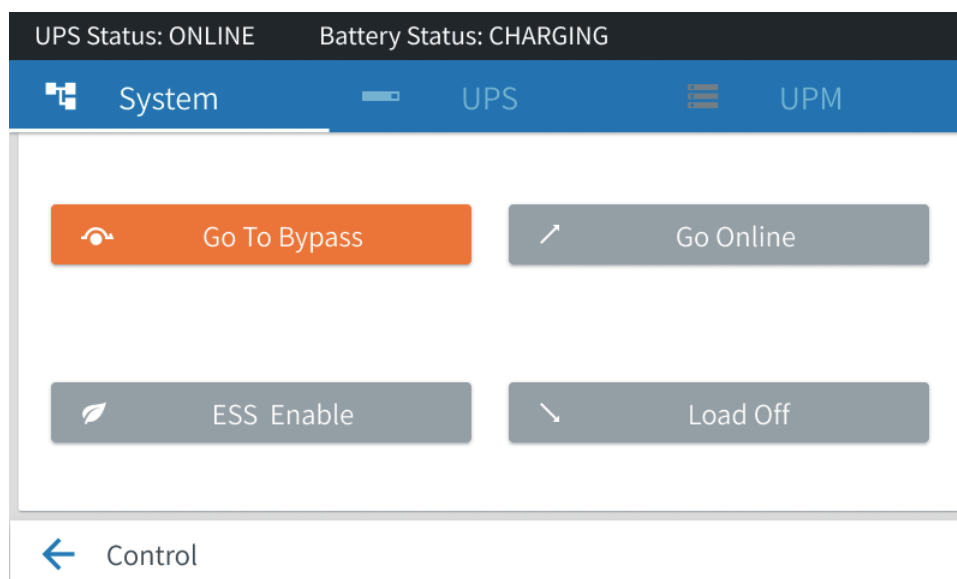 UPS Status: ONLINE Battery Status: CHARGING
System UPS UPM
Go To Bypass Go Online
ESS Enable Load Off
Control